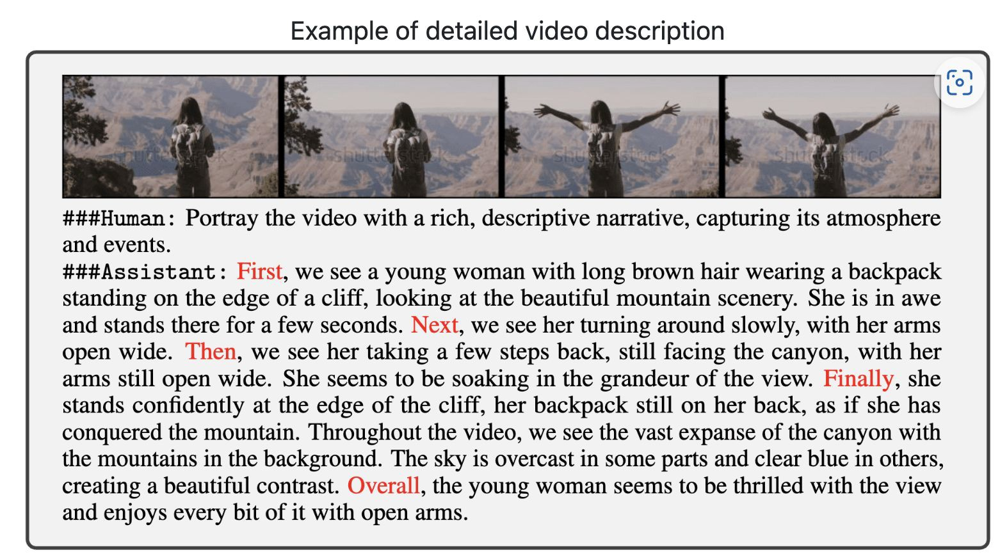 Example of detailed video description
shutterstock
shutterstock
shutterstock
shutterstock
###Human: Portray the video with a rich, descriptive narrative, capturing its atmosphere
and events.
###Assistant: First, we see a young woman with long brown hair wearing a backpack
standing on the edge of a cliff, looking at the beautiful mountain scenery. She is in awe
and stands there for a few seconds. Next, we see her turning around slowly, with her arms
open wide. Then, we see her taking a few steps back, still facing the canyon, with her
arms still open wide. She seems to be soaking in the grandeur of the view. Finally, she
stands confidently at the edge of the cliff, her backpack still on her back, as if she has
conquered the mountain. Throughout the video, we see the vast expanse of the canyon with
the mountains in the background. The sky is overcast in some parts and clear blue in others,
creating a beautiful contrast. Overall, the young woman seems to be thrilled with the view
and enjoys every bit of it with open arms.